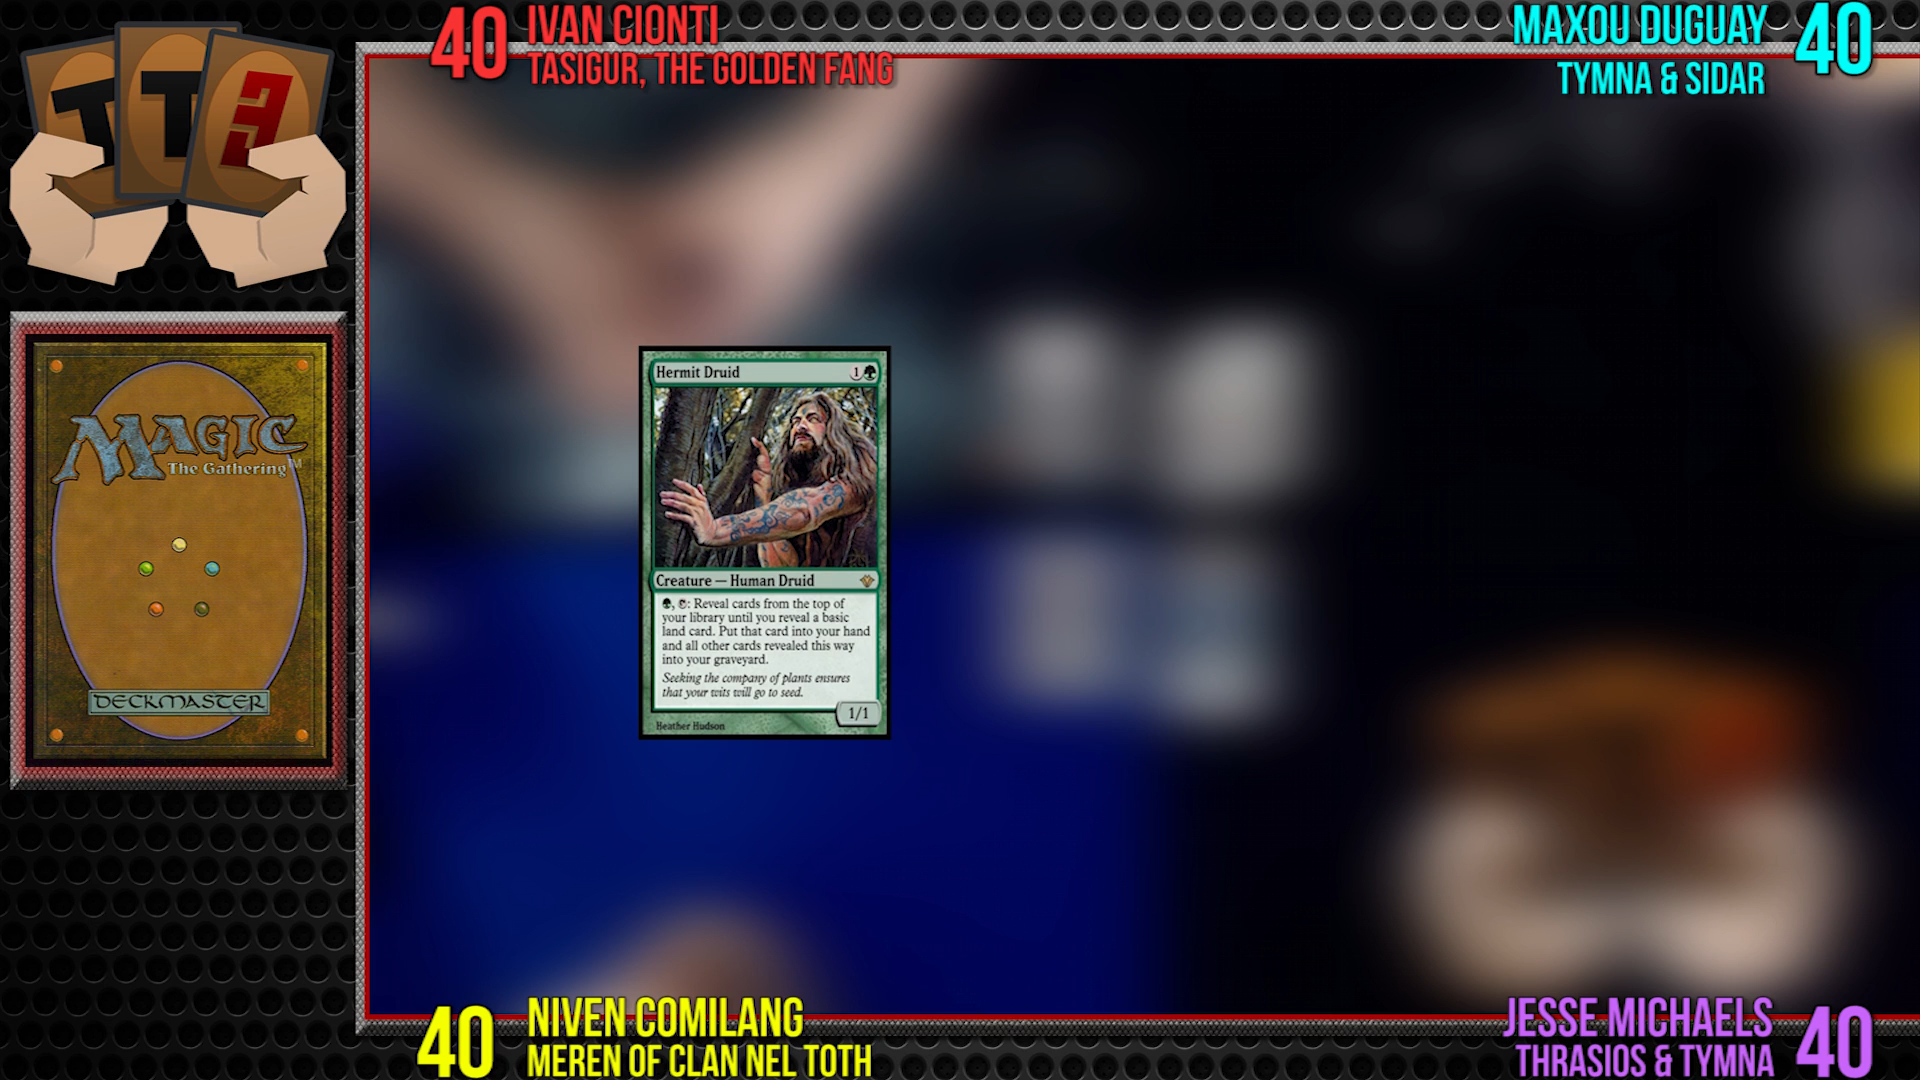 40 IVAN CIONTI
TASIGUR, THE GOLDEN FANG
MAXOU DUGUAY 40
TYMNA & SIDAR
TT3
MAGIC
The Gathering™
DECKMASTER
Hermit Druid 1
Creature — Human Druid
: Reveal cards from the top of
your library until you reveal a basic
land card. Put that card into your hand
and all other cards revealed this way
into your graveyard.
Seeking the company of plants ensures
that your wits will go to seed.
1/1
Heather Hudson
40 NIVEN COMILANG
MEREN OF CLAN NEL TOTH
JESSE MICHAELS 40
THRASIOS & TYMNA